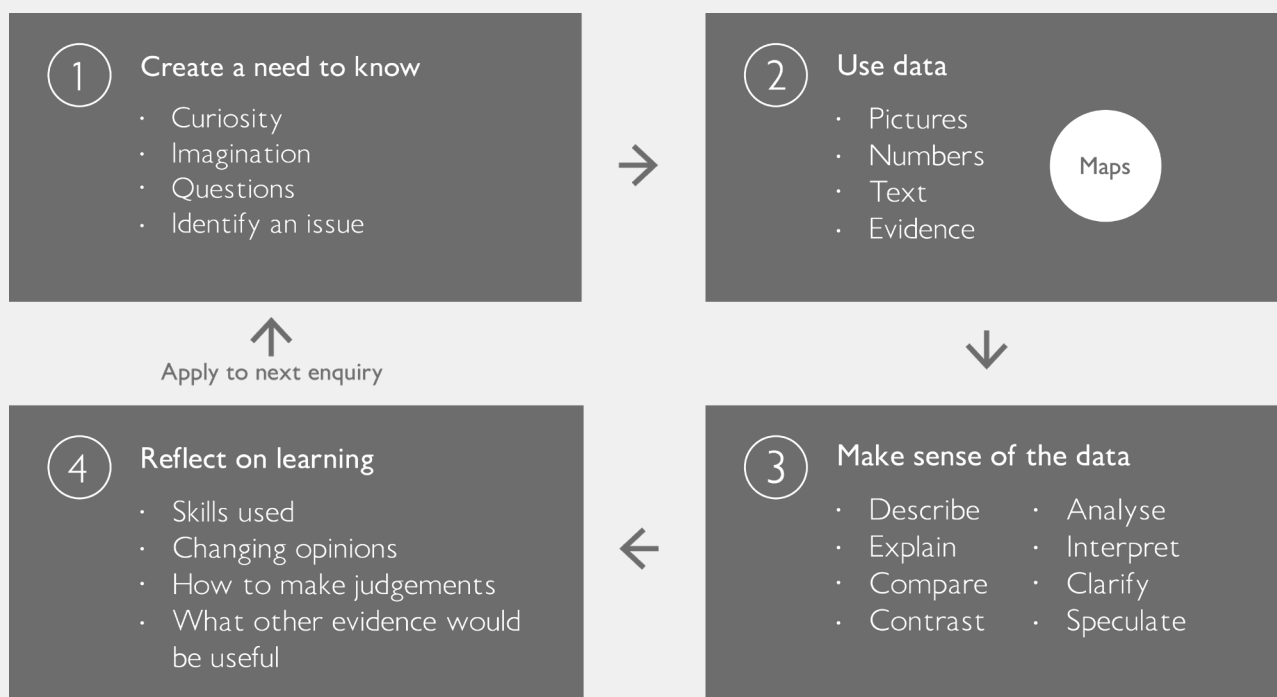 1
Create a need to know
· Curiosity
· Imagination
· Questions
· Identify an issue
2
Use data
· Pictures
· Numbers
· Text
· Evidence
Maps
Apply to next enquiry
4
Reflect on learning
· Skills used
· Changing opinions
· How to make judgements
· What other evidence would
be useful
3
Make sense of the data
· Describe
· Explain
· Compare
· Contrast
· Analyse
· Interpret
· Clarify
· Speculate